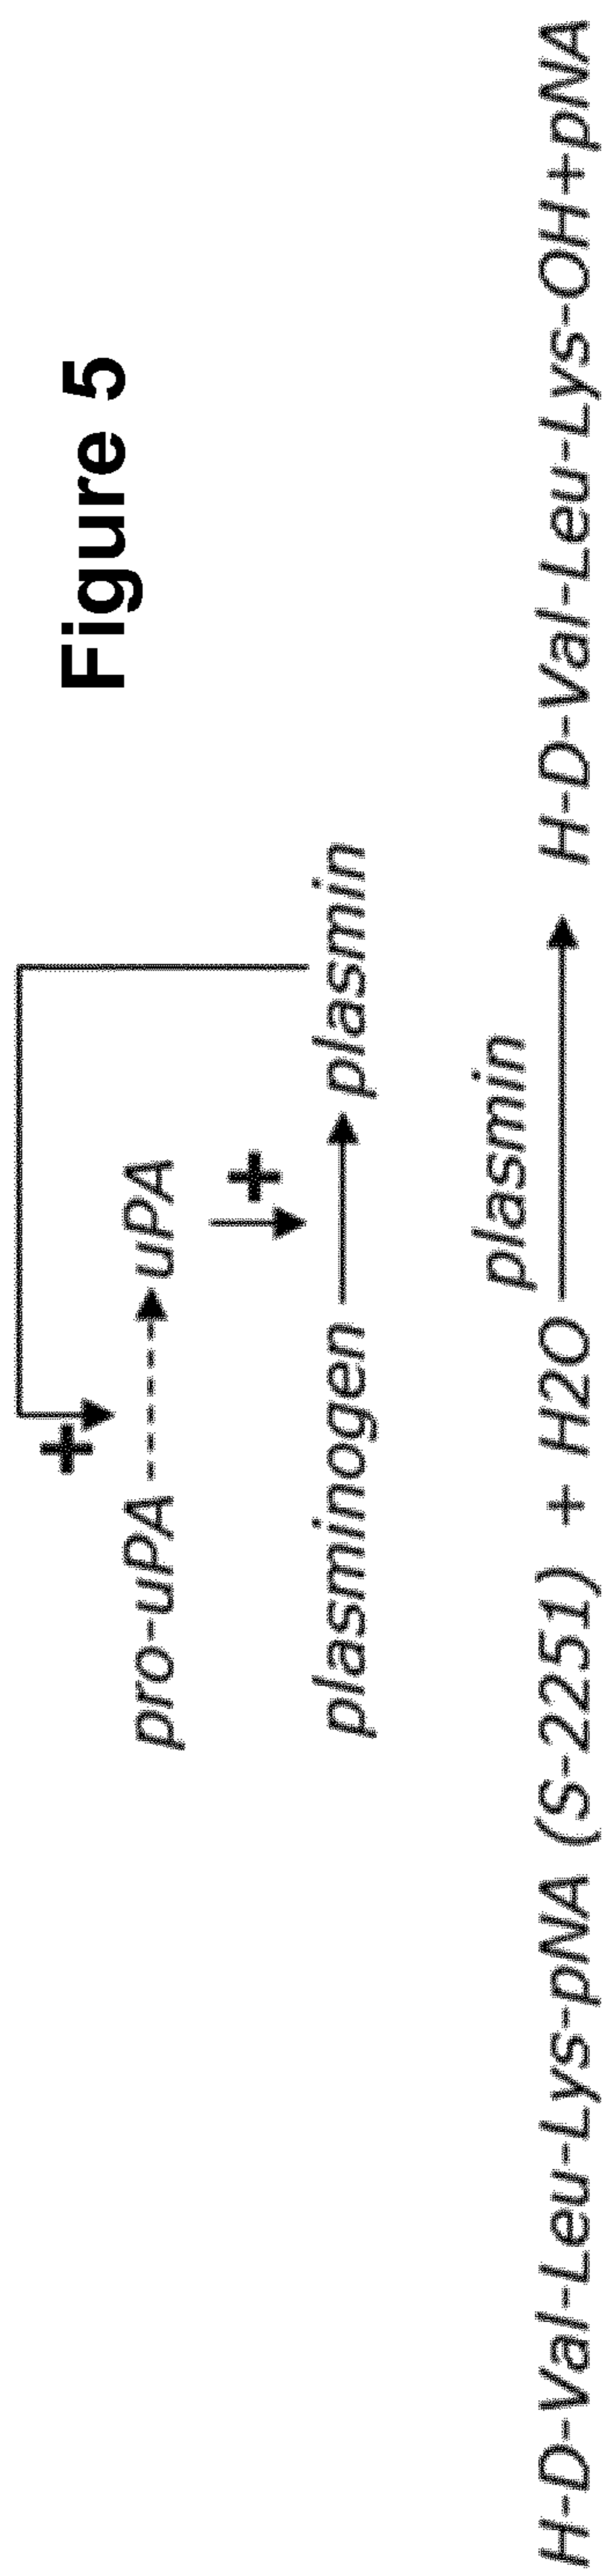 Figure 5
+
pro-uPA uPA
+
plasminogen plasmin
plasmin
H-D-Val-Leu-Lys-pNA (S-2251) + H2O H-D-Val-Leu-Lys-OH+pNA